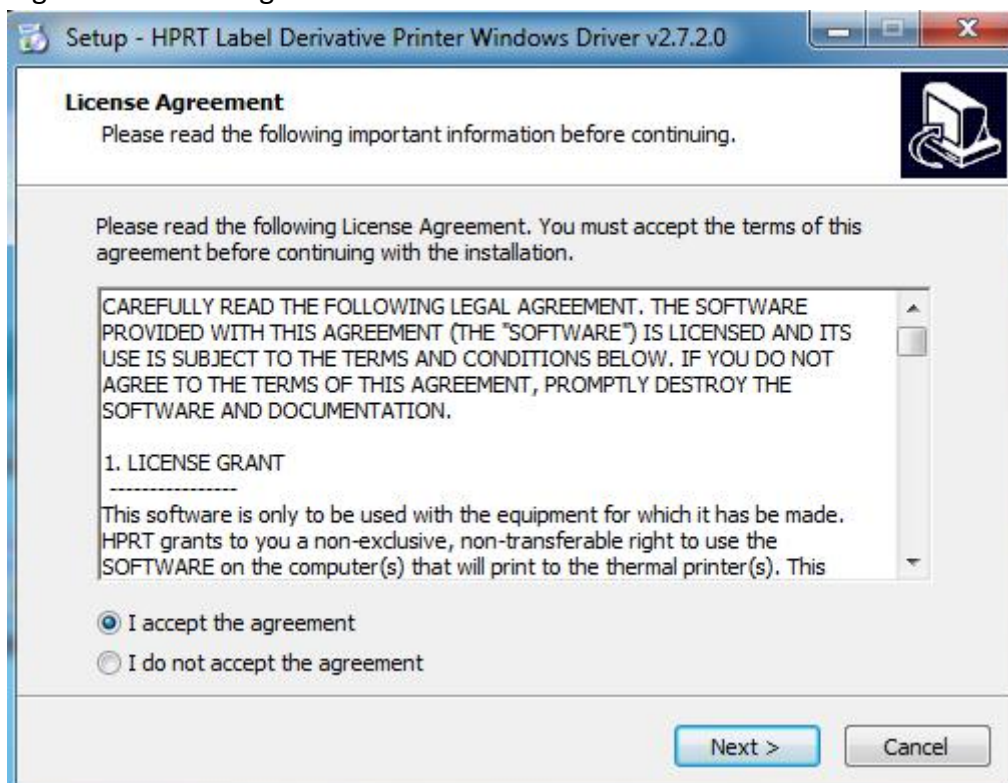 Setup - HPRT Label Derivative Printer Windows Driver v2.7.2.0
License Agreement
Please read the following important information before continuing.
Please read the following License Agreement. You must accept the terms of this
agreement before continuing with the installation.
CAREFULLY READ THE FOLLOWING LEGAL AGREEMENT. THE SOFTWARE
PROVIDED WITH THIS AGREEMENT (THE "SOFTWARE") IS LICENSED AND ITS
USE IS SUBJECT TO THE TERMS AND CONDITIONS BELOW. IF YOU DO NOT
AGREE TO THE TERMS OF THIS AGREEMENT, PROMPTLY DESTROY THE
SOFTWARE AND DOCUMENTATION.
1. LICENSE GRANT
----------------
This software is only to be used with the equipment for which it has be made.
HPRT grants to you a non-exclusive, non-transferable right to use the
SOFTWARE on the computer(s) that will print to the thermal printer(s). This
I accept the agreement
I do not accept the agreement
Next >
Cancel